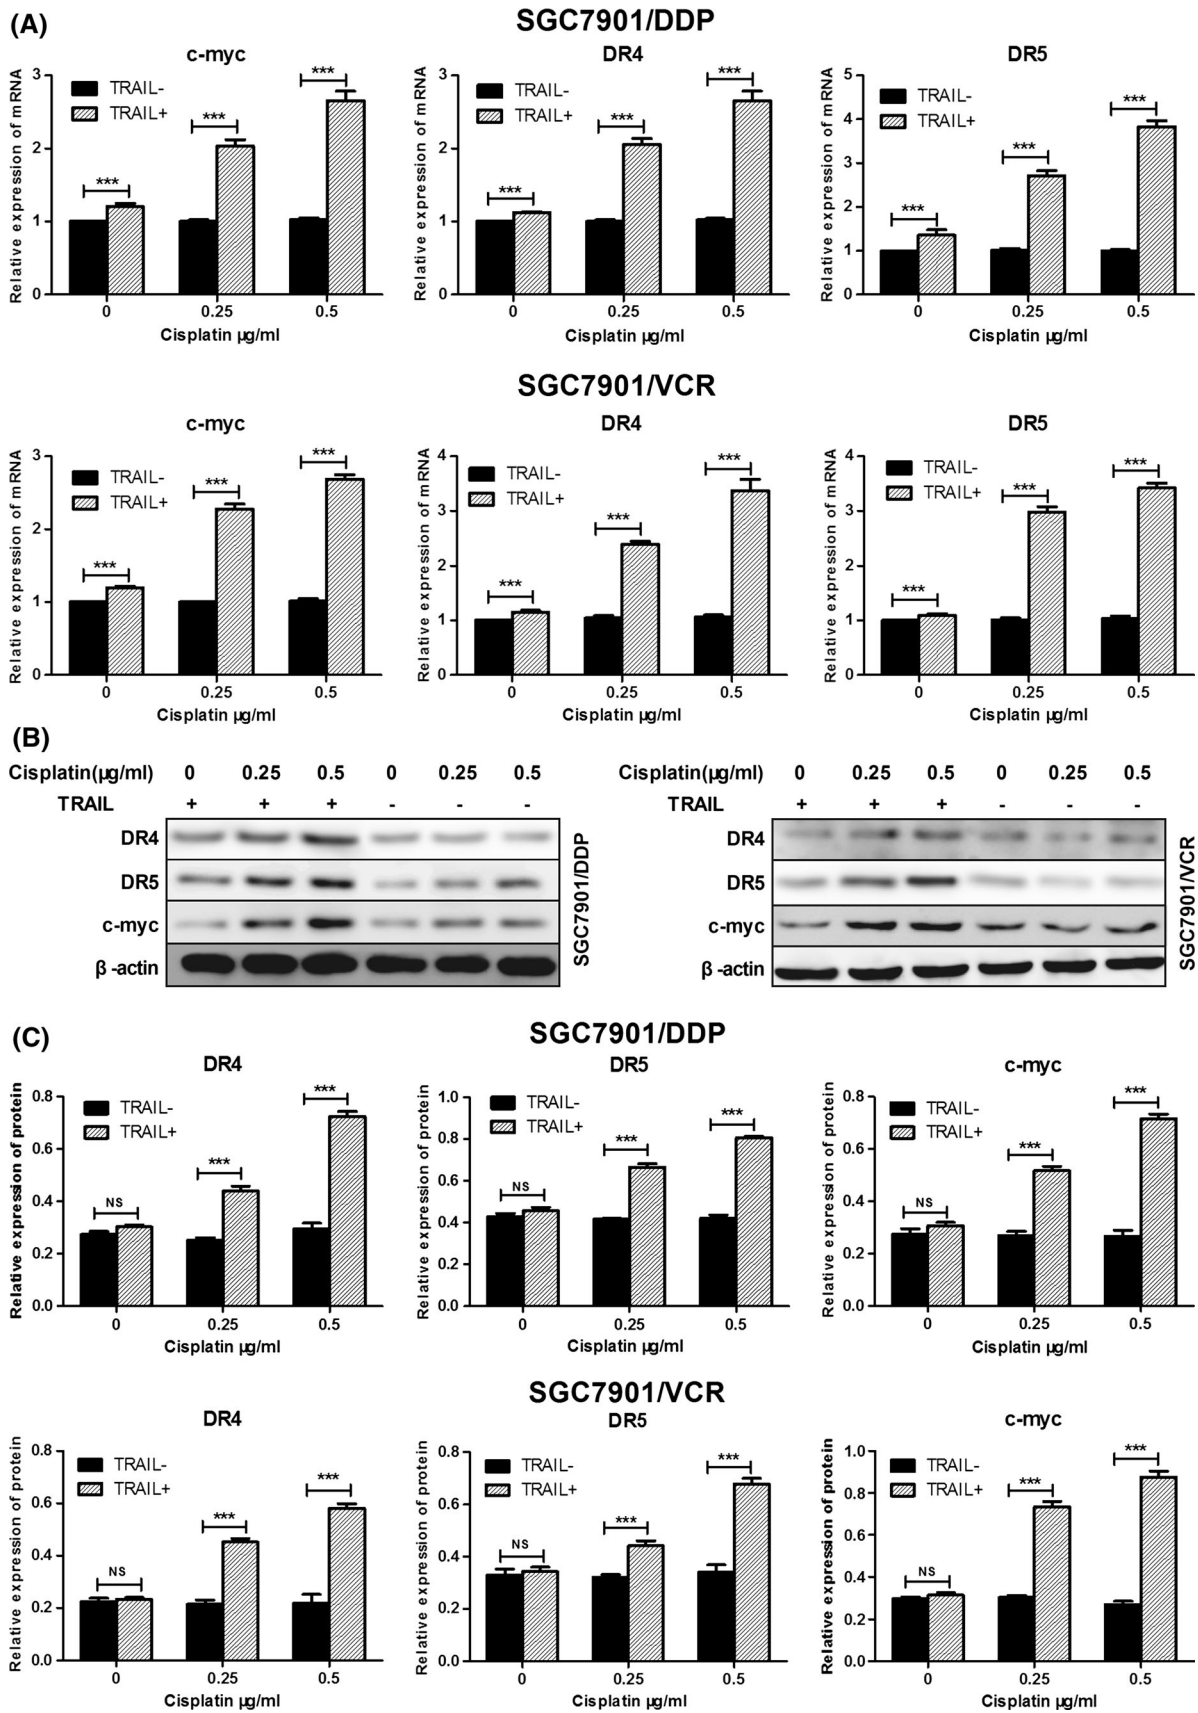 (A)
SGC7901/DDP
c-myc
DR4
DR5
Relative expression of mRNA
3
2
1
0
TRAIL-
TRAIL+
***
***
***
0
0.25
0.5
Cisplatin µg/ml
Relative expression of mRNA
3
2
1
0
TRAIL-
TRAIL+
***
***
***
0
0.25
0.5
Cisplatin µg/ml
Relative expression of mRNA
5
4
3
2
1
0
TRAIL-
TRAIL+
***
***
***
0
0.25
0.5
Cisplatin µg/ml
SGC7901/VCR
c-myc
DR4
DR5
Relative expression of mRNA
3
2
1
0
TRAIL-
TRAIL+
***
***
***
0
0.25
0.5
Cisplatin µg/ml
Relative expression of mRNA
4
3
2
1
0
TRAIL-
TRAIL+
***
***
***
0
0.25
0.5
Cisplatin µg/ml
Relative expression of mRNA
4
3
2
1
0
TRAIL-
TRAIL+
***
***
***
0
0.25
0.5
Cisplatin µg/ml
(B)
Cisplatin(µg/ml) 0 0.25 0.5 0 0.25 0.5
TRAIL + + + - - -
DR4
DR5
c-myc
β -actin
SGC7901/DDP
Cisplatin(µg/ml) 0 0.25 0.5 0 0.25 0.5
TRAIL + + + - - -
DR4
DR5
c-myc
β -actin
SGC7901/VCR
(C)
SGC7901/DDP
DR4
DR5
c-myc
Relative expression of protein
0.8
0.6
0.4
0.2
0.0
TRAIL-
TRAIL+
NS
***
***
0
0.25
0.5
Cisplatin µg/ml
Relative expression of protein
1.0
0.8
0.6
0.4
0.2
0.0
TRAIL-
TRAIL+
NS
***
***
0
0.25
0.5
Cisplatin µg/ml
Relative expression of protein
0.8
0.6
0.4
0.2
0.0
TRAIL-
TRAIL+
NS
***
***
0
0.25
0.5
Cisplatin µg/ml
SGC7901/VCR
DR4
DR5
c-myc
Relative expression of protein
0.8
0.6
0.4
0.2
0.0
TRAIL-
TRAIL+
NS
***
***
0
0.25
0.5
Cisplatin µg/ml
Relative expression of protein
0.8
0.6
0.4
0.2
0.0
TRAIL-
TRAIL+
NS
***
***
0
0.25
0.5
Cisplatin µg/ml
Relative expression of protein
1.0
0.8
0.6
0.4
0.2
0.0
TRAIL-
TRAIL+
NS
***
***
0
0.25
0.5
Cisplatin µg/ml